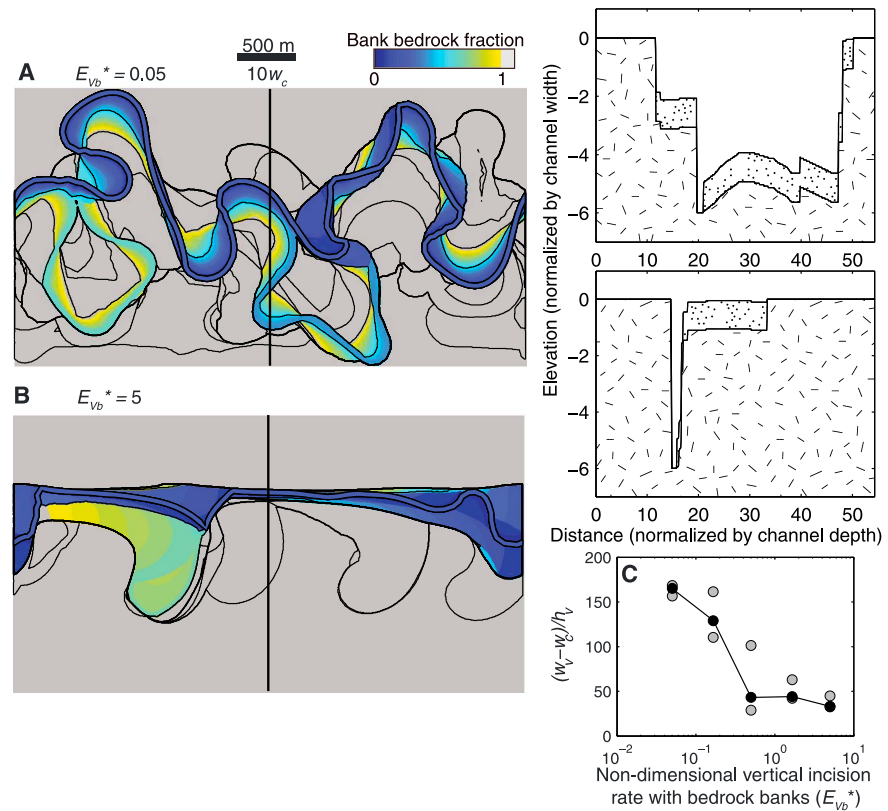 500 m
10w_c
Bank bedrock fraction
0 1
A E_Vb* = 0.05
B E_Vb* = 5
Elevation (normalized by channel width)
0
−2
−4
−6
0 10 20 30 40 50
0
−2
−4
−6
0 10 20 30 40 50
Distance (normalized by channel depth)
C
(w_v−w_c)/h_v
200
150
100
50
0
10^−2 10^−1 10^0 10^1
Non-dimensional vertical incision
rate with bedrock banks (E_Vb*)